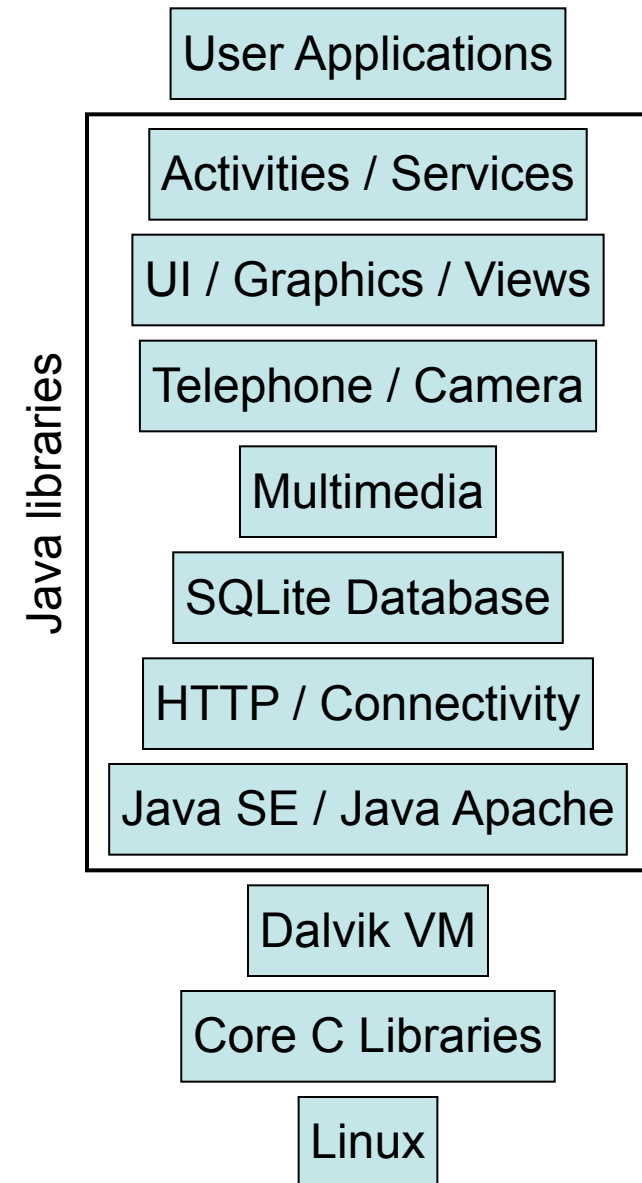 User Applications
Java libraries
Activities / Services
UI / Graphics / Views
Telephone / Camera
Multimedia
SQLite Database
HTTP / Connectivity
Java SE / Java Apache
Dalvik VM
Core C Libraries
Linux